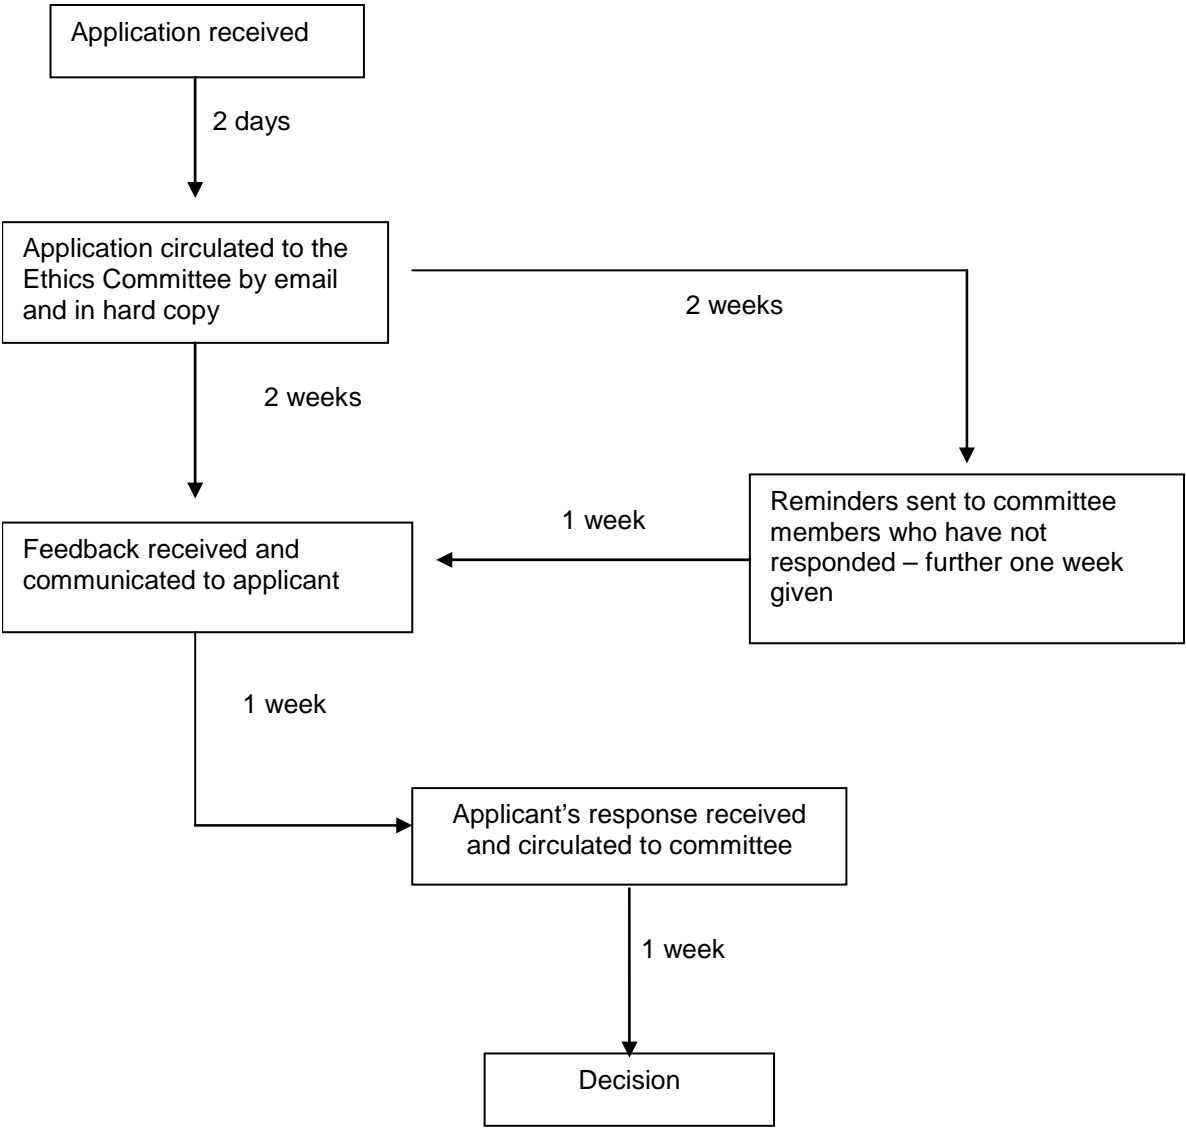 Application received
2 days
Application circulated to the
Ethics Committee by email
and in hard copy
2 weeks
2 weeks
Reminders sent to committee
members who have not
responded – further one week
given
1 week
Feedback received and
communicated to applicant
1 week
Applicant’s response received
and circulated to committee
1 week
Decision